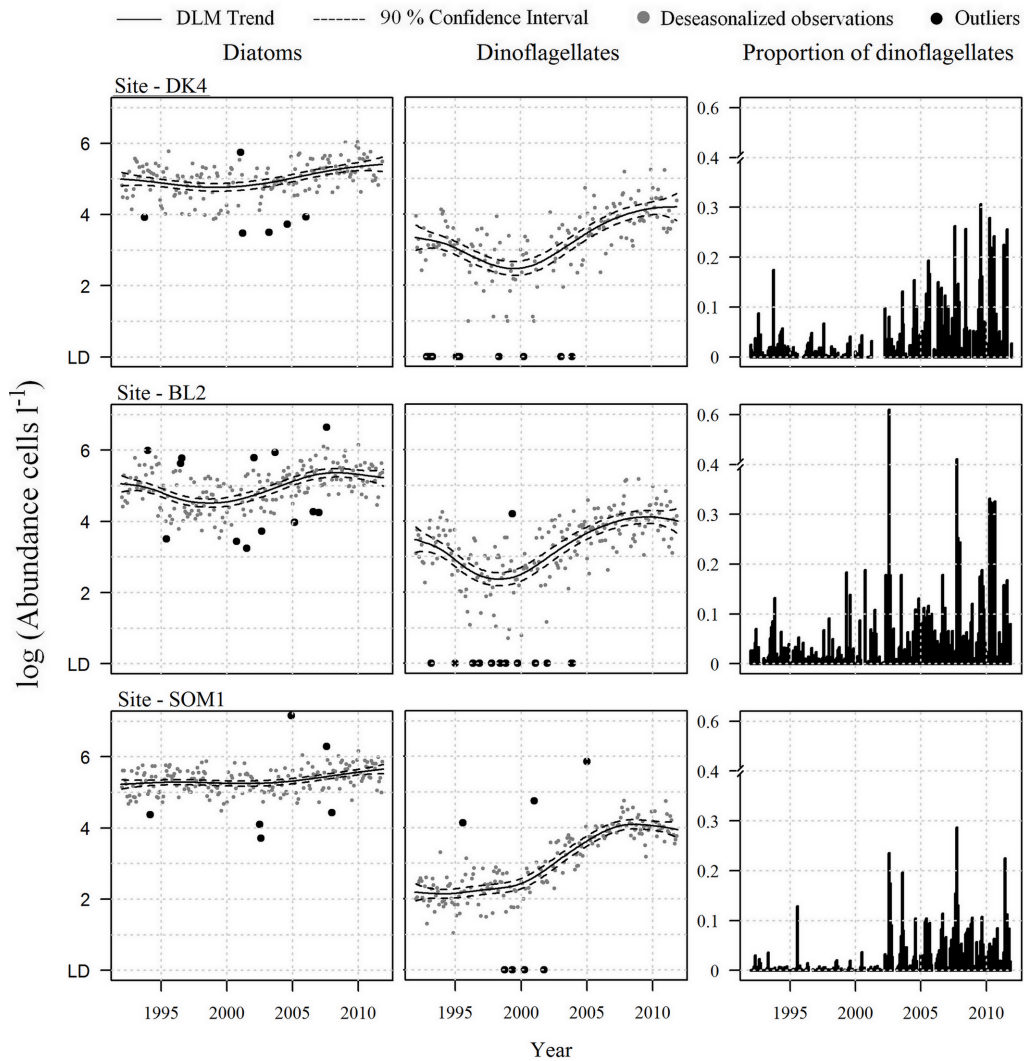 DLM Trend 90 % Confidence Interval Deseasonalized observations Outliers
Diatoms Dinoflagellates Proportion of dinoflagellates
Site - DK4
6
4
2
LD
0.6
0.4
0.3
0.2
0.1
0
Site - BL2
6
4
2
LD
0.6
0.4
0.3
0.2
0.1
0
Site - SOM1
6
4
2
LD
0.6
0.4
0.3
0.2
0.1
0
log (Abundance cells l⁻¹)
1995 2000 2005 2010 1995 2000 2005 2010 1995 2000 2005 2010
Year